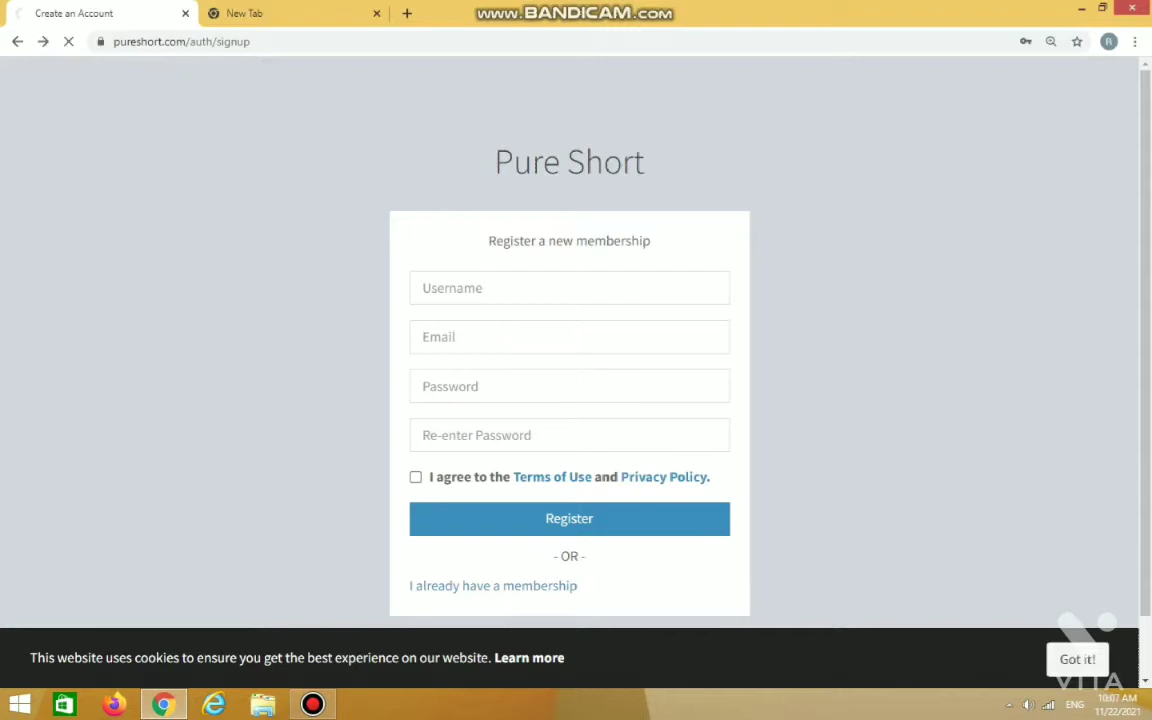 Create an Account
New Tab
www.BANDICAM.com
pureshort.com/auth/signup
R
Pure Short
Register a new membership
Username
Email
Password
Re-enter Password
I agree to the Terms of Use and Privacy Policy.
Register
- OR -
I already have a membership
This website uses cookies to ensure you get the best experience on our website. Learn more
Got it!
VITA
ENG
10:07 AM
11/22/2021